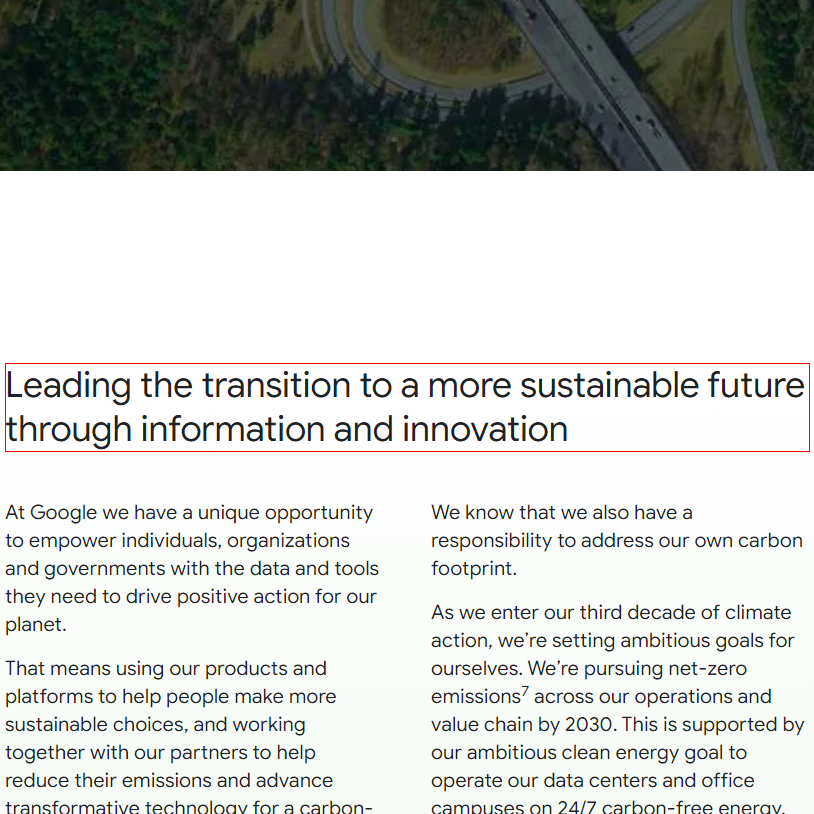 Leading the transition to a more sustainable future
through information and innovation
At Google we have a unique opportunity
to empower individuals, organizations
and governments with the data and tools
they need to drive positive action for our
planet.
That means using our products and
platforms to help people make more
sustainable choices, and working
together with our partners to help
reduce their emissions and advance
transformative technology for a carbon-
We know that we also have a
responsibility to address our own carbon
footprint.
As we enter our third decade of climate
action, we’re setting ambitious goals for
ourselves. We’re pursuing net-zero
emissions⁷ across our operations and
value chain by 2030. This is supported by
our ambitious clean energy goal to
operate our data centers and office
campuses on 24/7 carbon-free energy,